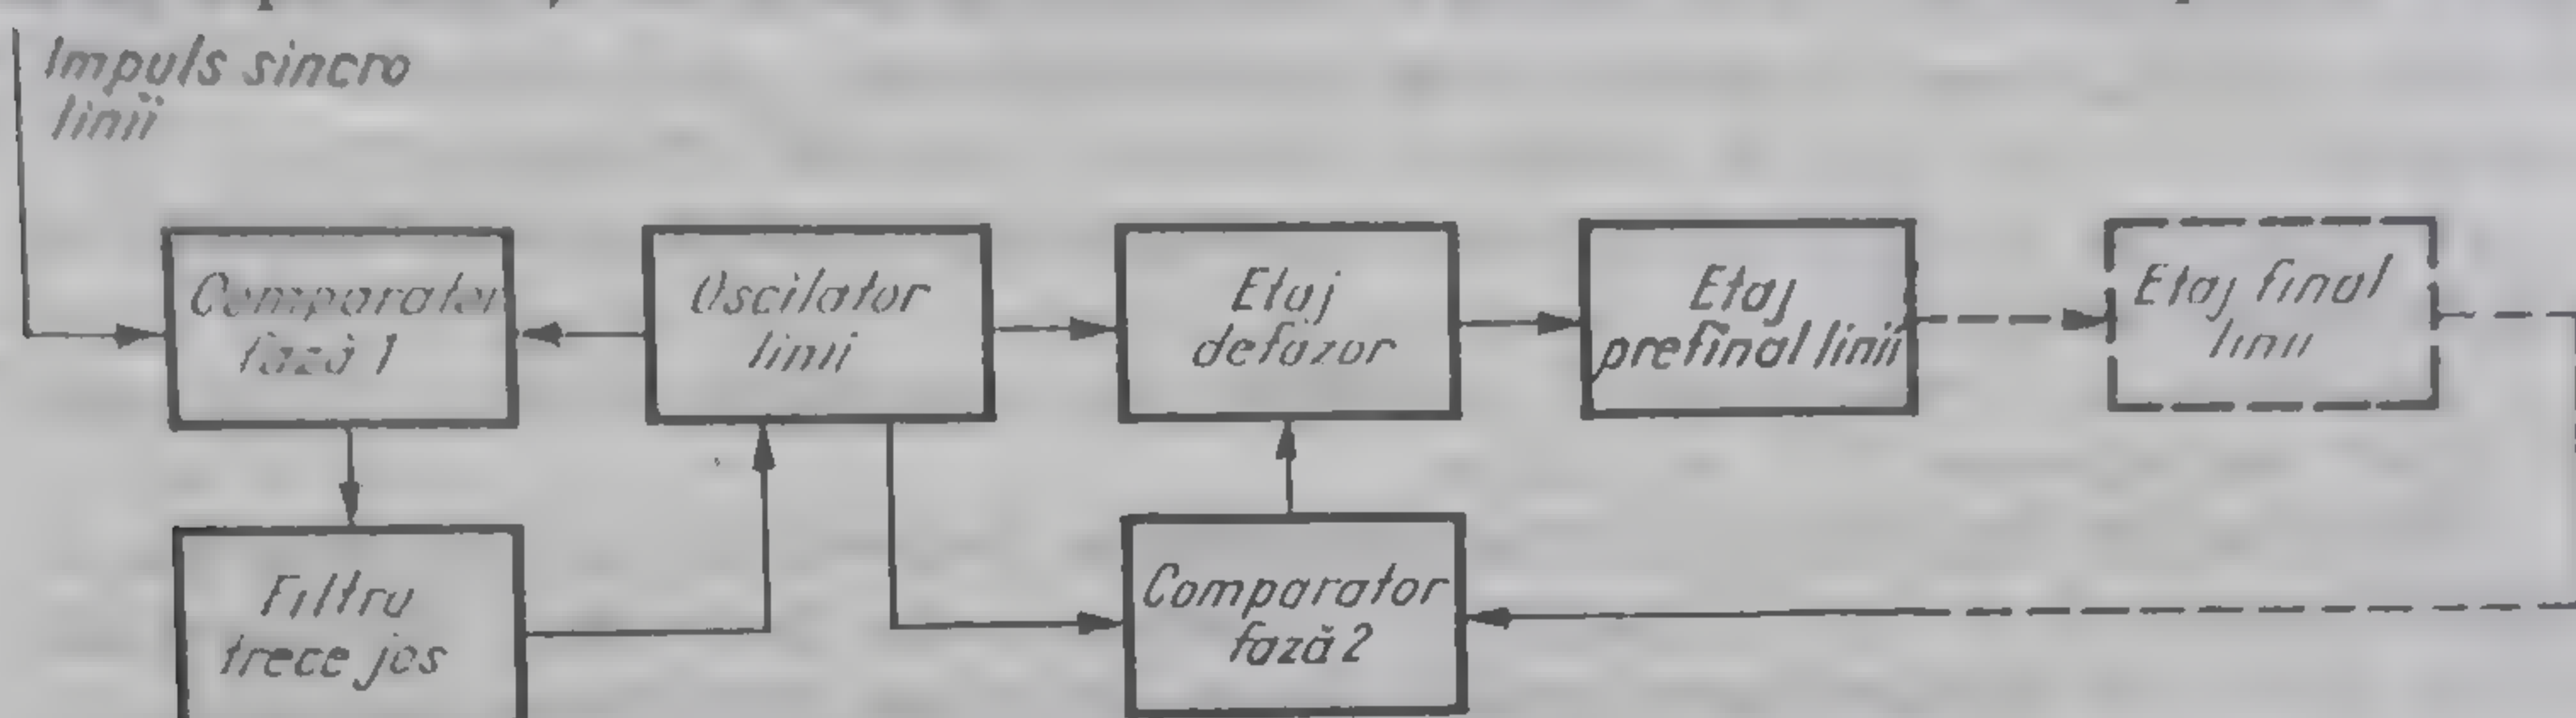 Impuls sincro
linii
Comparator
fază 1
Oscilator
linii
Etaj
defazor
Etaj
prefinal linii
Etaj final
linii
Filtru
trece jos
Comparator
fază 2